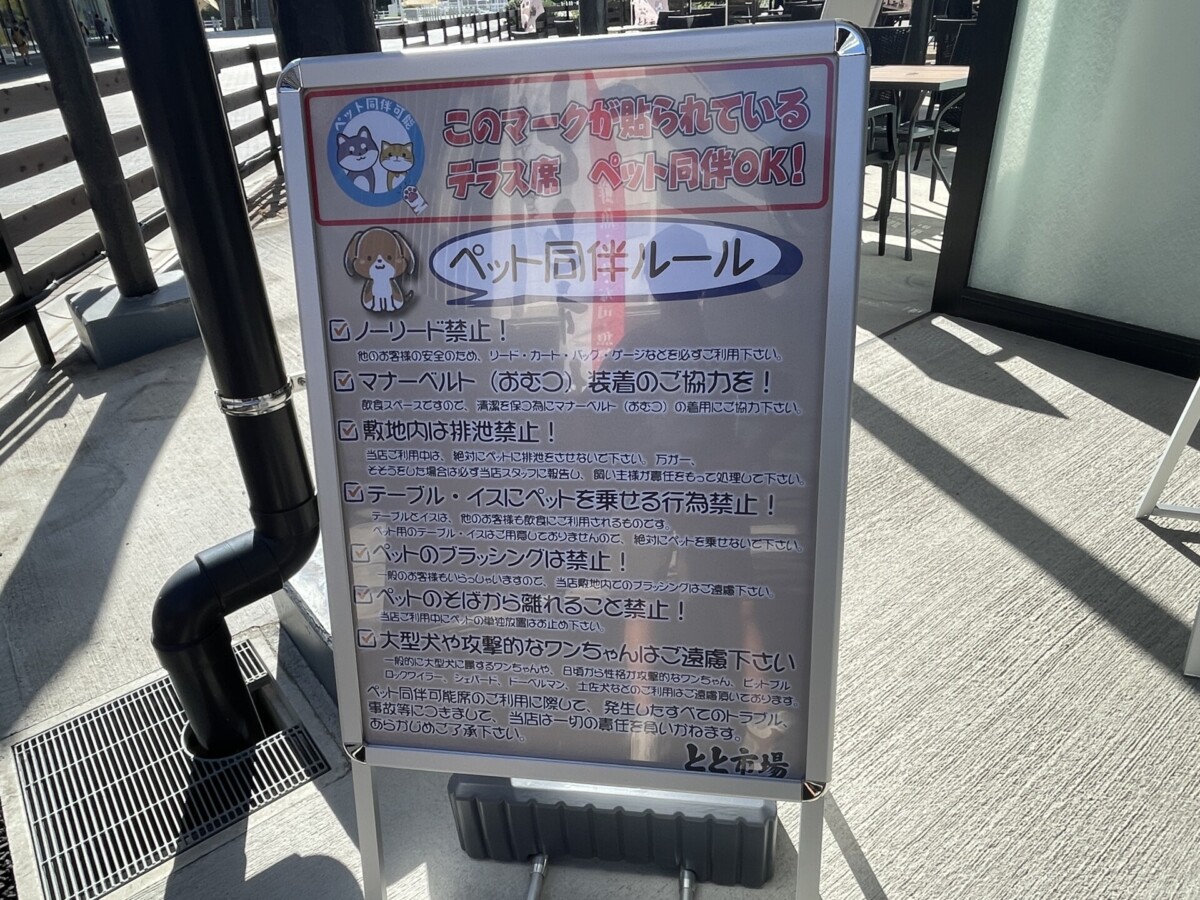 ペット同伴可能
このマークが貼られている
テラス席 ペット同伴OK!
ペット同伴ルール
ノーリード禁止!
他のお客様の安全のため、リード・カート・バッグ・ゲージなどを必ずご利用下さい。
マナーベルト(おむつ)装着のご協力を!
飲食スペースですので、清潔を保つ為にマナーベルト(おむつ)の着用にご協力下さい。
敷地内は排泄禁止!
当店ご利用中は、絶対にペットに排泄をさせないで下さい。万が一、
そそうをした場合は必ず当店スタッフに報告し、飼い主様が責任をもって処理して下さい。
テーブル・イスにペットを乗せる行為禁止!
テーブルとイスは、他のお客様も飲食にご利用されるものです。
ペット用のテーブル・イスはご用意しておりませんので、絶対にペットを乗せないで下さい。
ペットのブラッシングは禁止!
一般のお客様もいらっしゃいますので、当店敷地内でのブラッシングはご遠慮下さい。
ペットのそばから離れること禁止!
当店ご利用中にペットの単独放置はお止め下さい。
大型犬や攻撃的なワンちゃんはご遠慮下さい
一般的に大型犬に属するワンちゃんや、日頃から性格が攻撃的なワンちゃん、ピットブル
ロックワイラー、シェパード、ドーベルマン、土佐犬などのご利用はご遠慮頂いております。
ペット同伴可能席のご利用に際して、発生したすべてのトラブル、
事故等につきまして、当店は一切の責任を負いかねます。
あらかじめご了承下さい。
とと市場